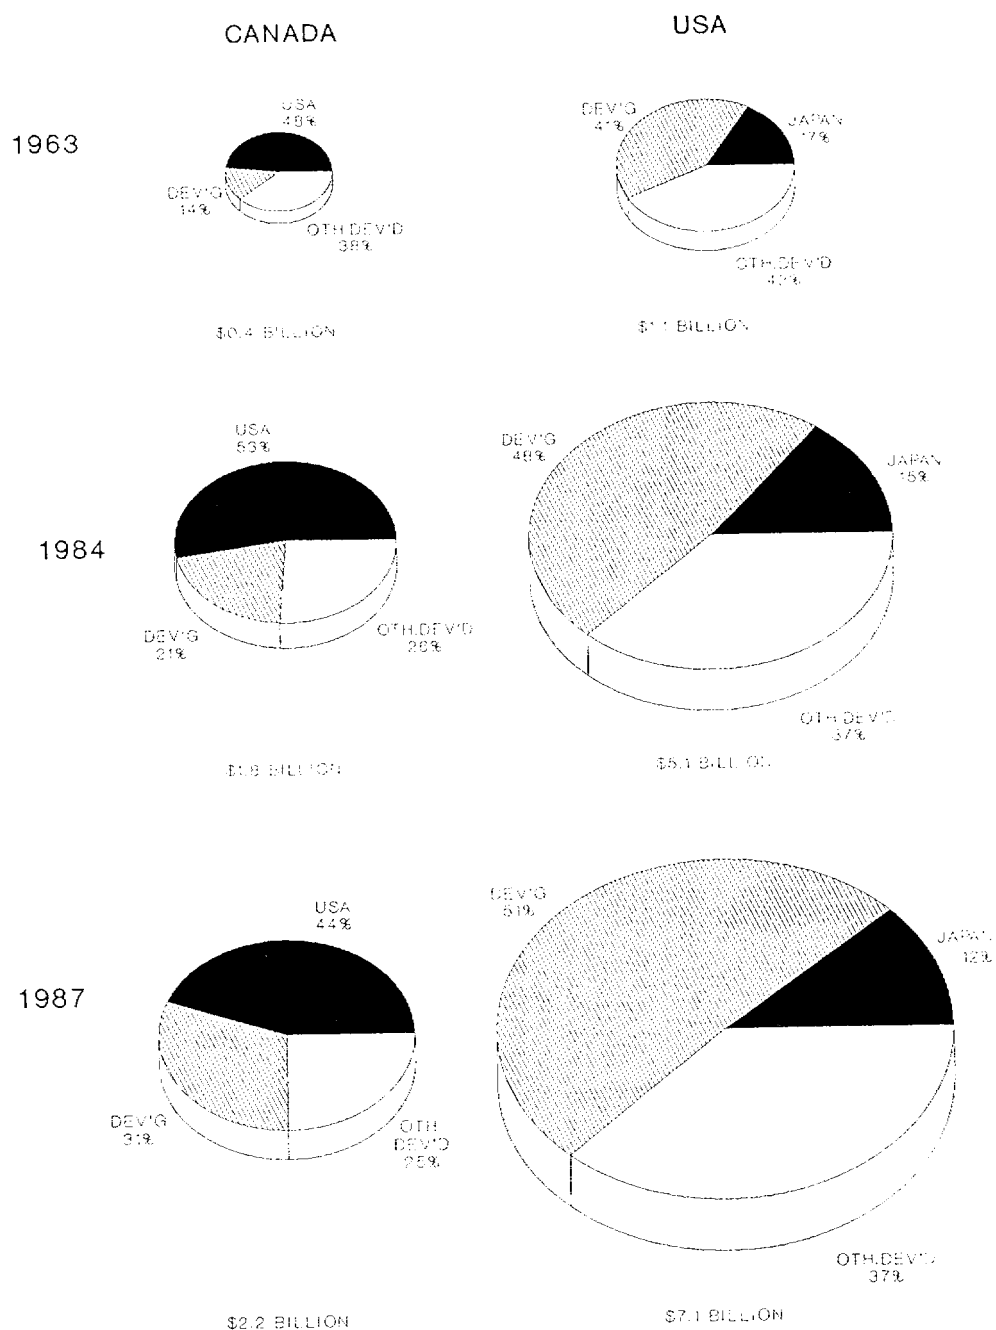 CANADA
USA
1963
USA
48%
DEV'G
14%
OTH.DEV'D
38%
$0.4 BILLION
DEV'G
41%
JAPAN
17%
OTH.DEV'D
42%
$1.1 BILLION
1984
USA
53%
DEV'G
21%
OTH.DEV'D
26%
$1.8 BILLION
DEV'G
48%
JAPAN
15%
OTH.DEV'D
37%
$5.1 BILLION
1987
USA
44%
DEV'G
31%
OTH
DEV'D
25%
$2.2 BILLION
DEV'G
51%
JAPAN
12%
OTH.DEV'D
37%
$7.1 BILLION